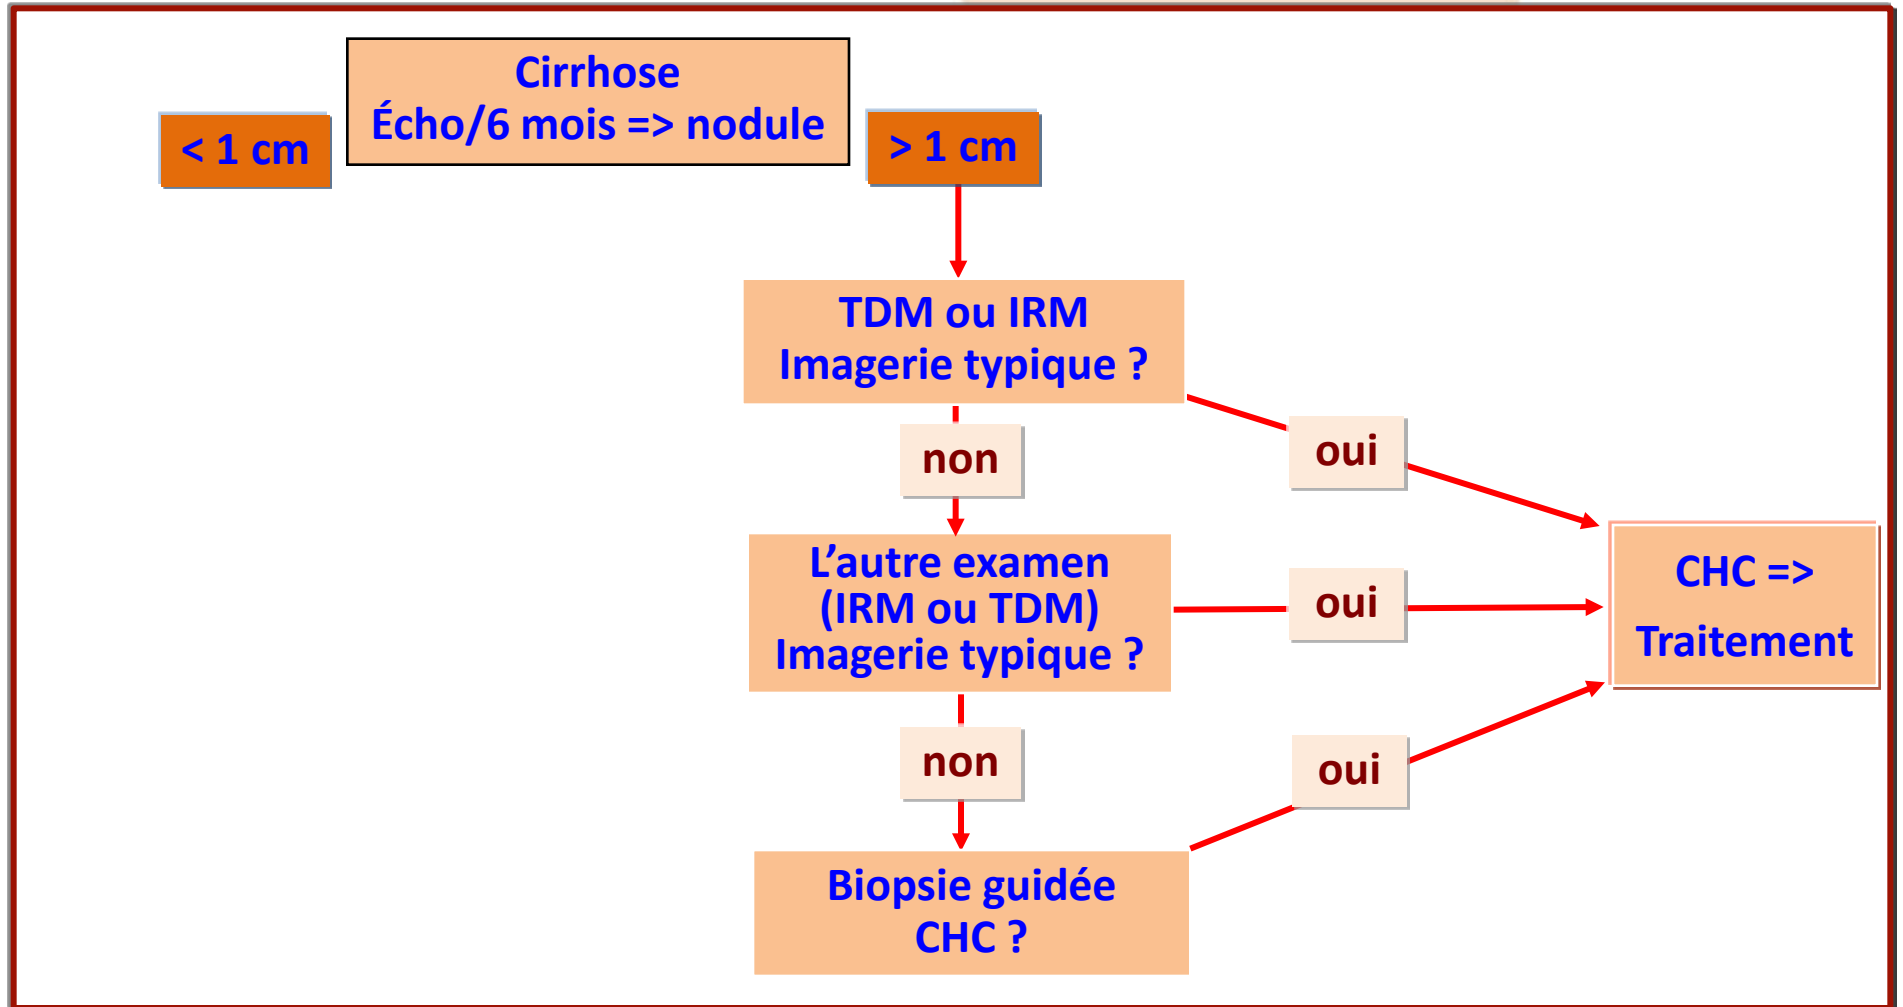 Cirrhose
Écho/6 mois => nodule
< 1 cm
> 1 cm
TDM ou IRM
Imagerie typique ?
non
oui
L’autre examen
(IRM ou TDM)
Imagerie typique ?
oui
CHC =>
Traitement
non
oui
Biopsie guidée
CHC ?